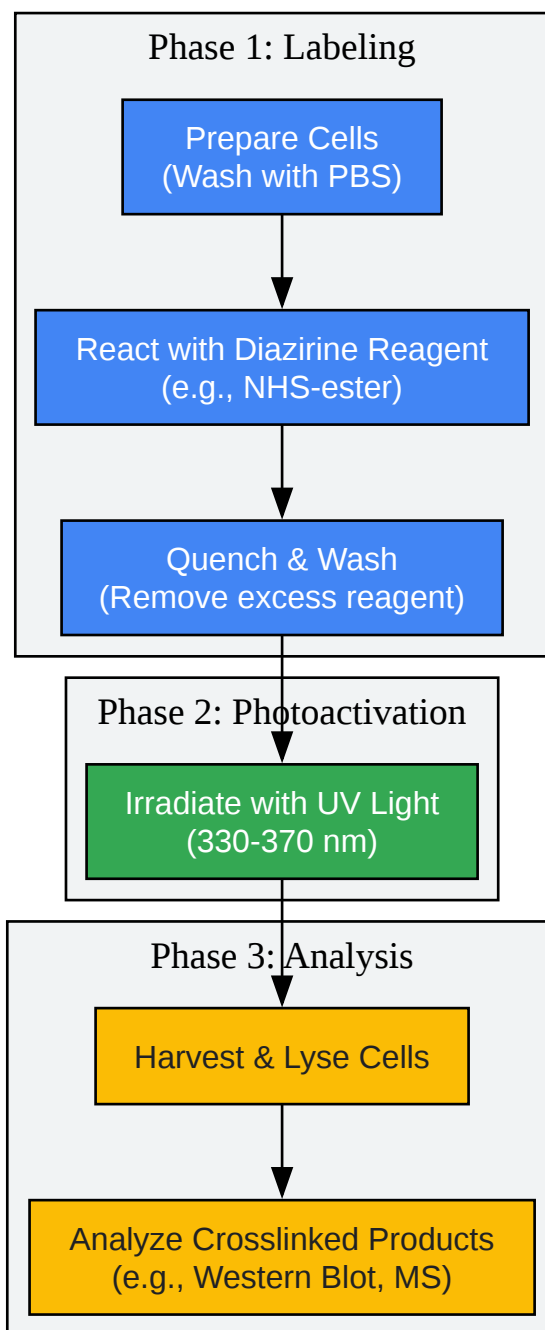 Phase 1: Labeling
Prepare Cells
(Wash with PBS)
React with Diazirine Reagent
(e.g., NHS-ester)
Quench & Wash
(Remove excess reagent)
Phase 2: Photoactivation
Irradiate with UV Light
(330-370 nm)
Phase 3: Analysis
Harvest & Lyse Cells
Analyze Crosslinked Products
(e.g., Western Blot, MS)